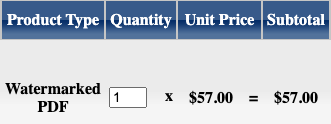 Product Type Quantity Unit Price Subtotal
Watermarked PDF 1 x $57.00 = $57.00